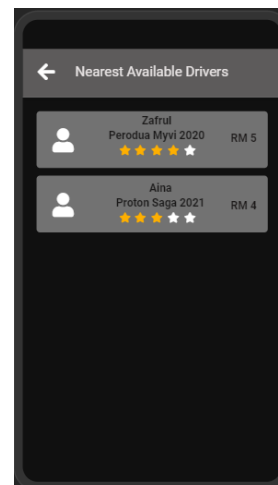 Nearest Available Drivers
Zafrul
Perodua Myvi 2020
RM 5
Aina
Proton Saga 2021
RM 4